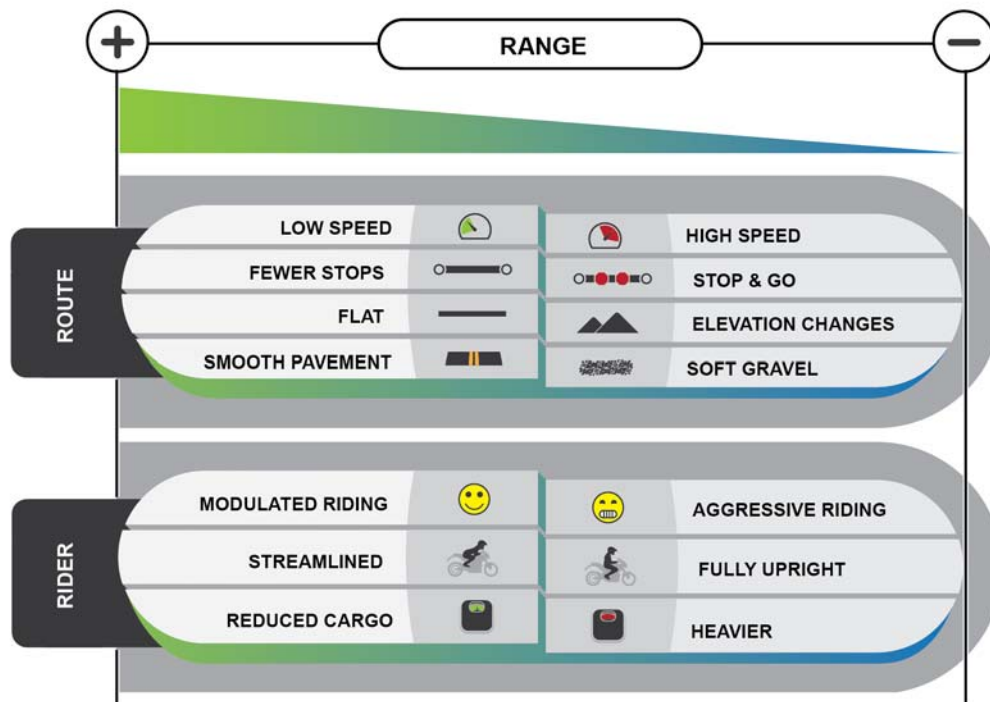 RANGE
ROUTE
LOW SPEED
HIGH SPEED
FEWER STOPS
STOP & GO
FLAT
ELEVATION CHANGES
SMOOTH PAVEMENT
SOFT GRAVEL
RIDER
MODULATED RIDING
AGGRESSIVE RIDING
STREAMLINED
FULLY UPRIGHT
REDUCED CARGO
HEAVIER